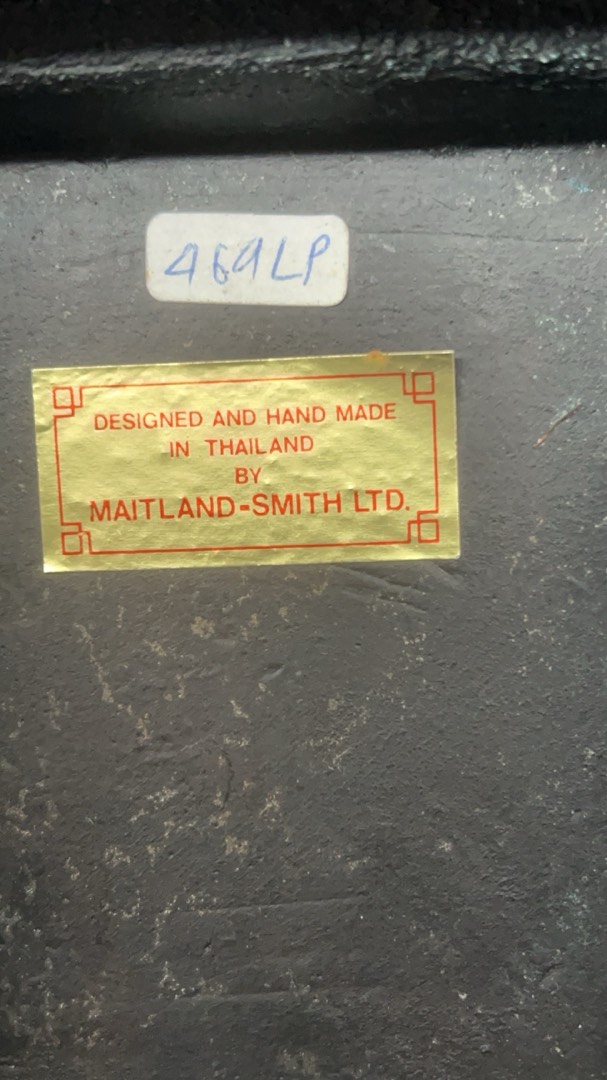 469LP
DESIGNED AND HAND MADE
IN THAILAND
BY
MAITLAND-SMITH LTD.